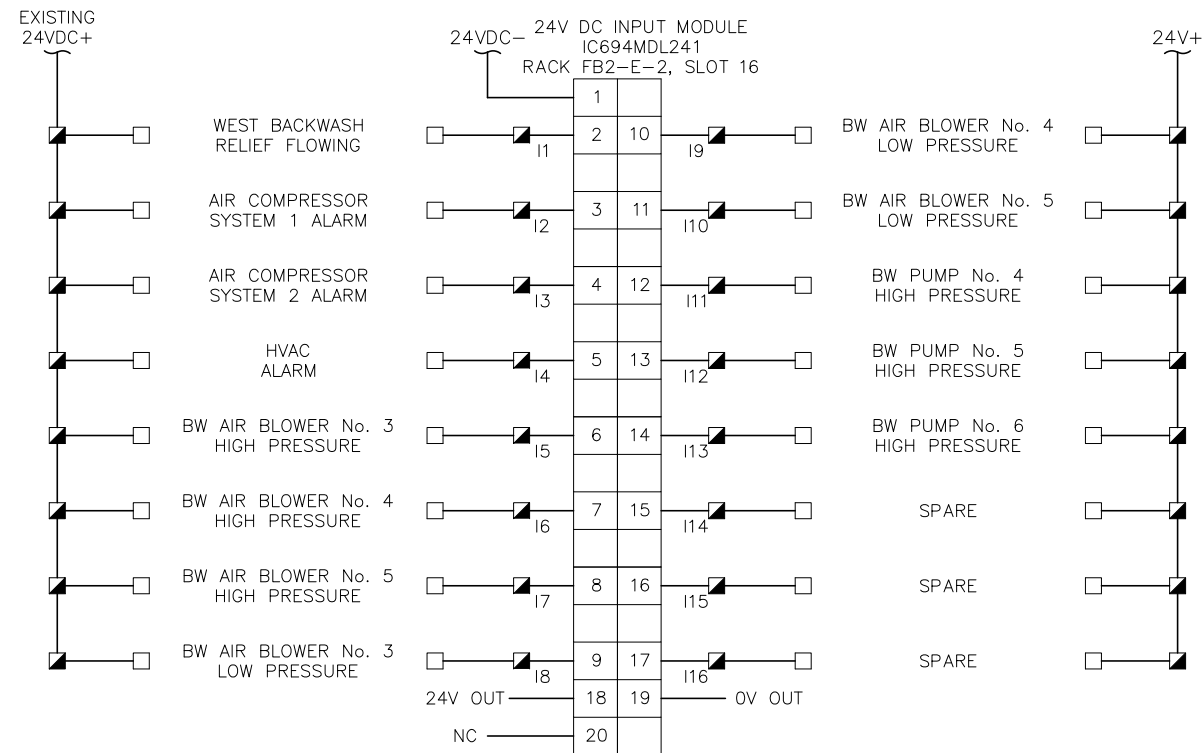 EXISTING
24VDC+
24VDC-
24V DC INPUT MODULE
IC694MDL241
RACK FB2-E-2, SLOT 16
24V+
1
WEST BACKWASH
RELIEF FLOWING
I1
2
10
I9
BW AIR BLOWER No. 4
LOW PRESSURE
AIR COMPRESSOR
SYSTEM 1 ALARM
I2
3
11
I10
BW AIR BLOWER No. 5
LOW PRESSURE
AIR COMPRESSOR
SYSTEM 2 ALARM
I3
4
12
I11
BW PUMP No. 4
HIGH PRESSURE
HVAC
ALARM
I4
5
13
I12
BW PUMP No. 5
HIGH PRESSURE
BW AIR BLOWER No. 3
HIGH PRESSURE
I5
6
14
I13
BW PUMP No. 6
HIGH PRESSURE
BW AIR BLOWER No. 4
HIGH PRESSURE
I6
7
15
I14
SPARE
BW AIR BLOWER No. 5
HIGH PRESSURE
I7
8
16
I15
SPARE
BW AIR BLOWER No. 3
LOW PRESSURE
I8
9
17
I16
SPARE
24V OUT
18
19
0V OUT
NC
20